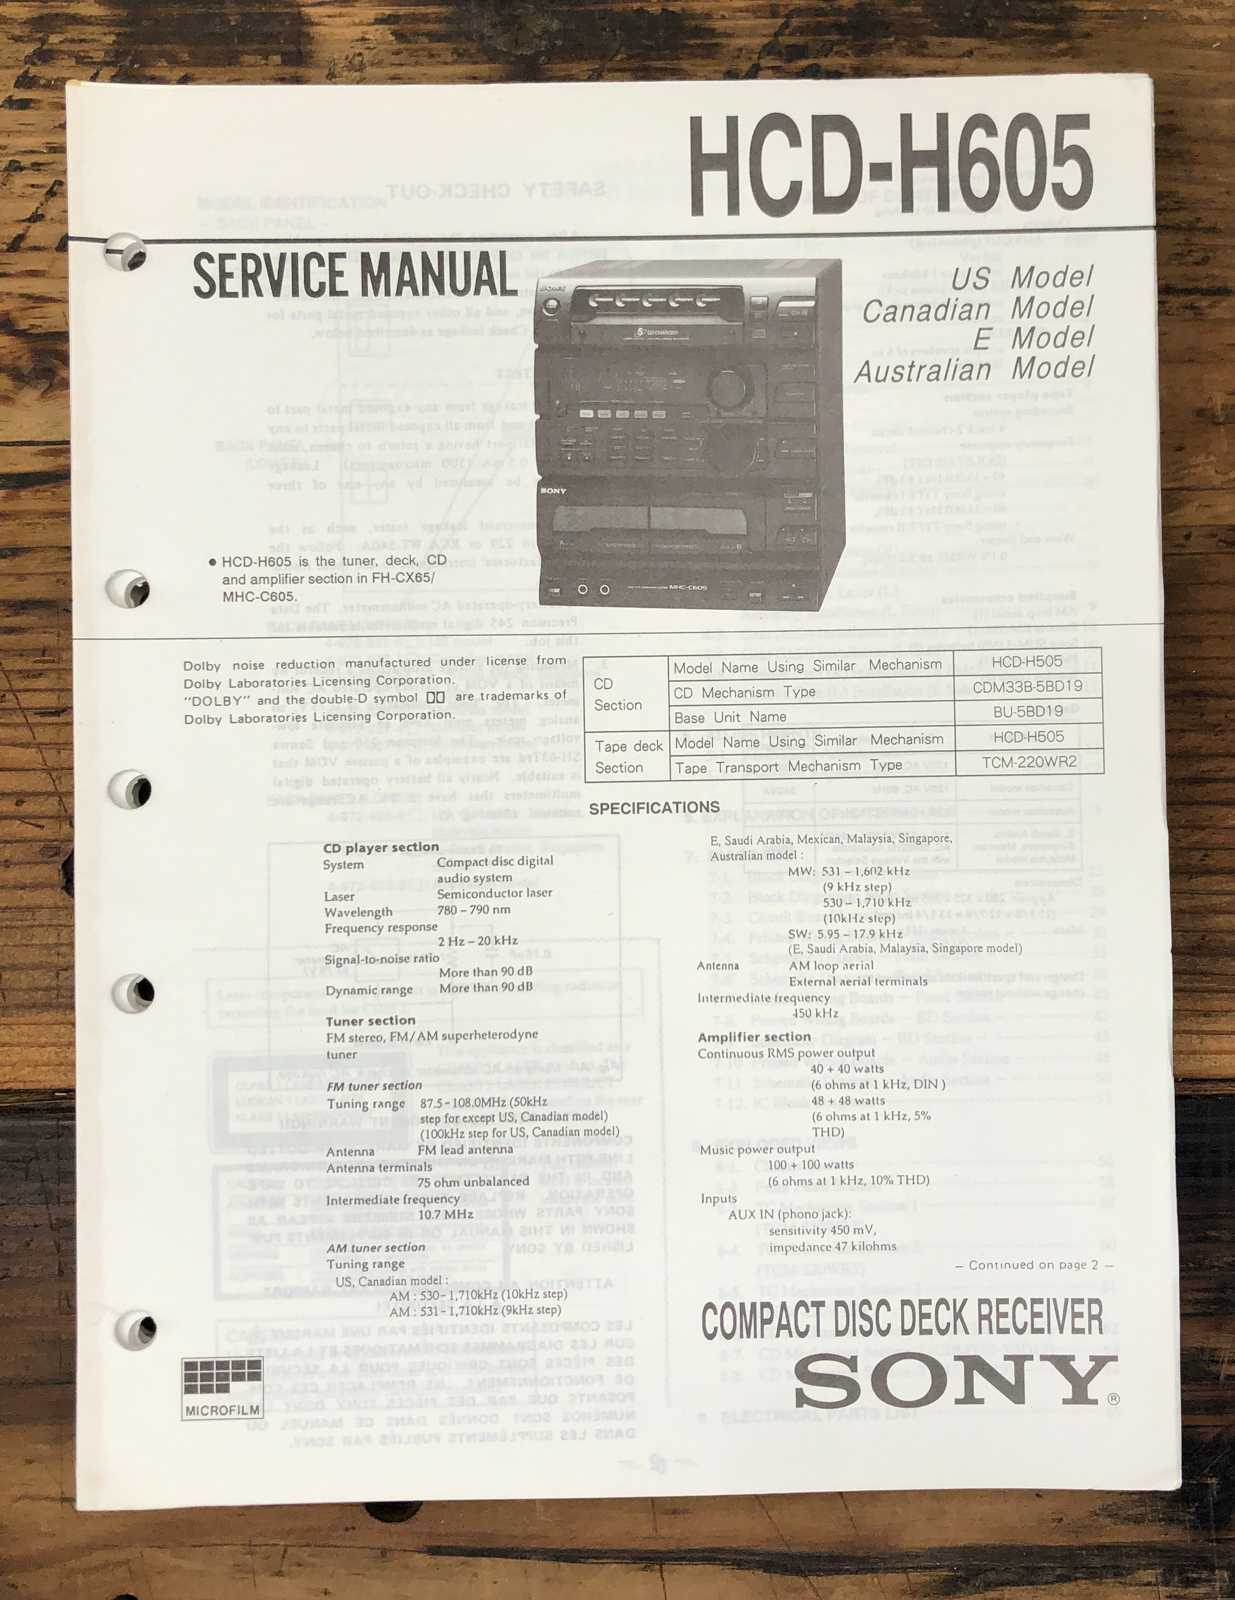 HCD-H605
SERVICE MANUAL
US Model
Canadian Model
E Model
Australian Model
SONY
5 CD CHANGER
SONY
MHC-C605
● HCD-H605 is the tuner, deck, CD
and amplifier section in FH-CX65/
MHC-C605.
Dolby noise reduction manufactured under license from
Dolby Laboratories Licensing Corporation.
"DOLBY" and the double-D symbol are trademarks of
Dolby Laboratories Licensing Corporation.
CD Section
Model Name Using Similar Mechanism HCD-H505
CD Mechanism Type CDM33B-5BD19
Base Unit Name BU-5BD19
Tape deck Section
Model Name Using Similar Mechanism HCD-H505
Tape Transport Mechanism Type TCM-220WR2
SPECIFICATIONS
CD player section
System Compact disc digital
audio system
Laser Semiconductor laser
Wavelength 780 – 790 nm
Frequency response
2 Hz – 20 kHz
Signal-to-noise ratio
More than 90 dB
Dynamic range More than 90 dB
Tuner section
FM stereo, FM/AM superheterodyne
tuner
FM tuner section
Tuning range 87.5 – 108.0MHz (50kHz
step for except US, Canadian model)
(100kHz step for US, Canadian model)
Antenna FM lead antenna
Antenna terminals
75 ohm unbalanced
Intermediate frequency
10.7 MHz
AM tuner section
Tuning range
US, Canadian model :
AM : 530 – 1,710kHz (10kHz step)
AM : 531 – 1,710kHz (9kHz step)
E, Saudi Arabia, Mexican, Malaysia, Singapore,
Australian model :
MW: 531 – 1,602 kHz
(9 kHz step)
530 – 1,710 kHz
(10kHz step)
SW: 5.95 – 17.9 kHz
(E, Saudi Arabia, Malaysia, Singapore model)
Antenna AM loop aerial
External aerial terminals
Intermediate frequency
450 kHz
Amplifier section
Continuous RMS power output
40 + 40 watts
(6 ohms at 1 kHz, DIN )
48 + 48 watts
(6 ohms at 1 kHz, 5%
THD)
Music power output
100 + 100 watts
(6 ohms at 1 kHz, 10% THD)
Inputs
AUX IN (phono jack):
sensitivity 450 mV,
impedance 47 kilohms
– Continued on page 2 –
COMPACT DISC DECK RECEIVER
SONY®
MICROFILM